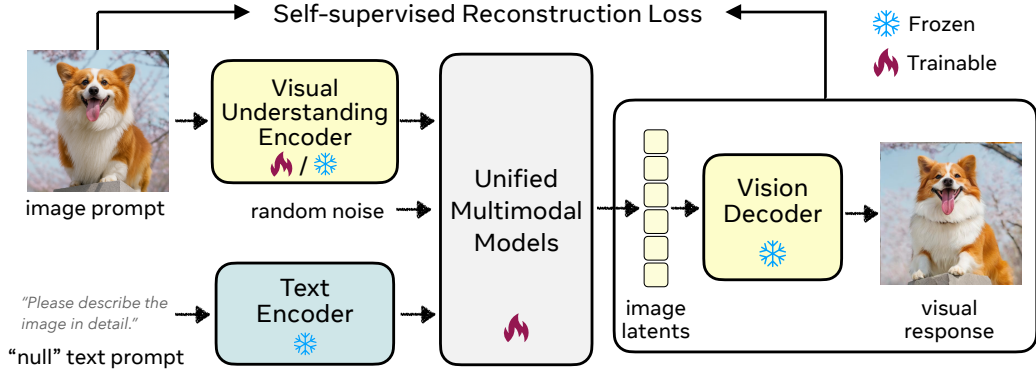 Self-supervised Reconstruction Loss
Frozen
Trainable
Visual
Understanding
Encoder
/
image prompt
random noise
Unified
Multimodal
Models
Vision
Decoder
image
latents
visual
response
“Please describe the
image in detail.”
“null” text prompt
Text
Encoder